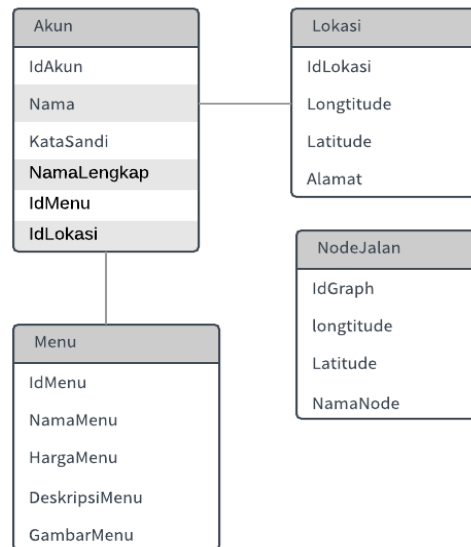 Akun
IdAkun
Nama
KataSandi
NamaLengkap
IdMenu
IdLokasi
Lokasi
IdLokasi
Longtitude
Latitude
Alamat
NodeJalan
IdGraph
longtitude
Latitude
NamaNode
Menu
IdMenu
NamaMenu
HargaMenu
DeskripsiMenu
GambarMenu